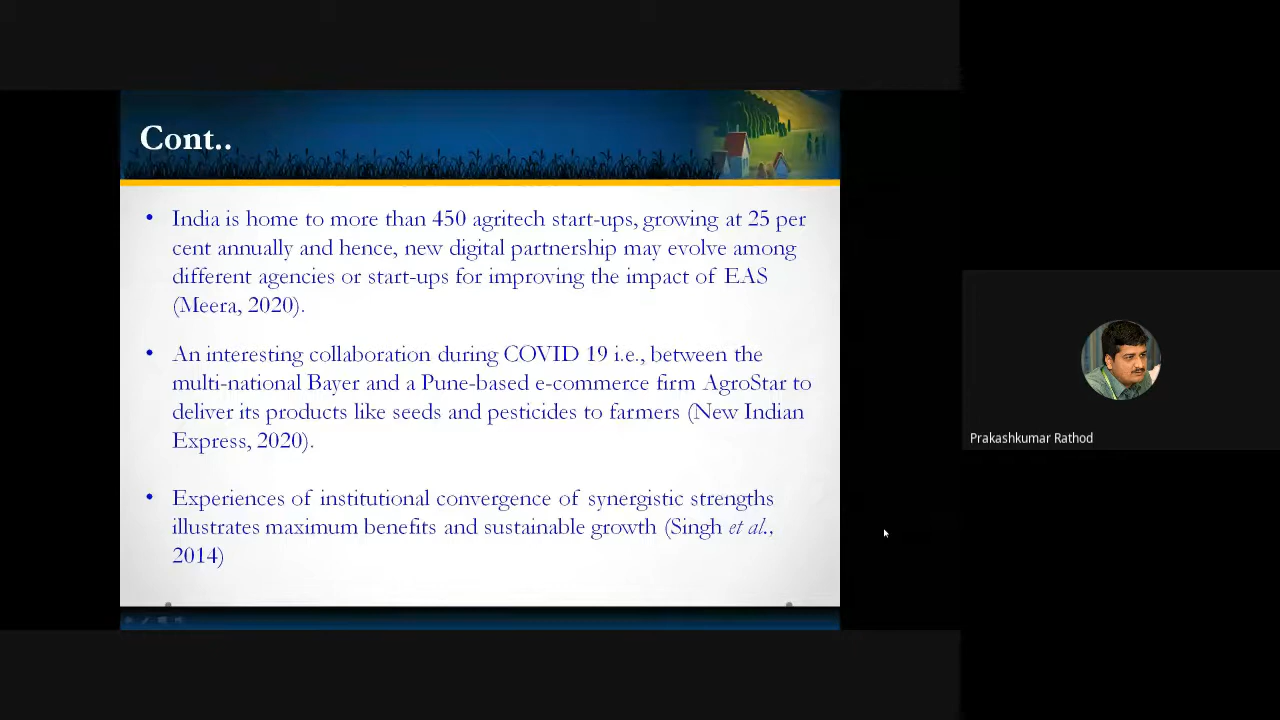 Cont..
• India is home to more than 450 agritech start-ups, growing at 25 per
cent annually and hence, new digital partnership may evolve among
different agencies or start-ups for improving the impact of EAS
(Meera, 2020).
• An interesting collaboration during COVID 19 i.e., between the
multi-national Bayer and a Pune-based e-commerce firm AgroStar to
deliver its products like seeds and pesticides to farmers (New Indian
Express, 2020).
• Experiences of institutional convergence of synergistic strengths
illustrates maximum benefits and sustainable growth (Singh et al.,
2014)
Prakashkumar Rathod